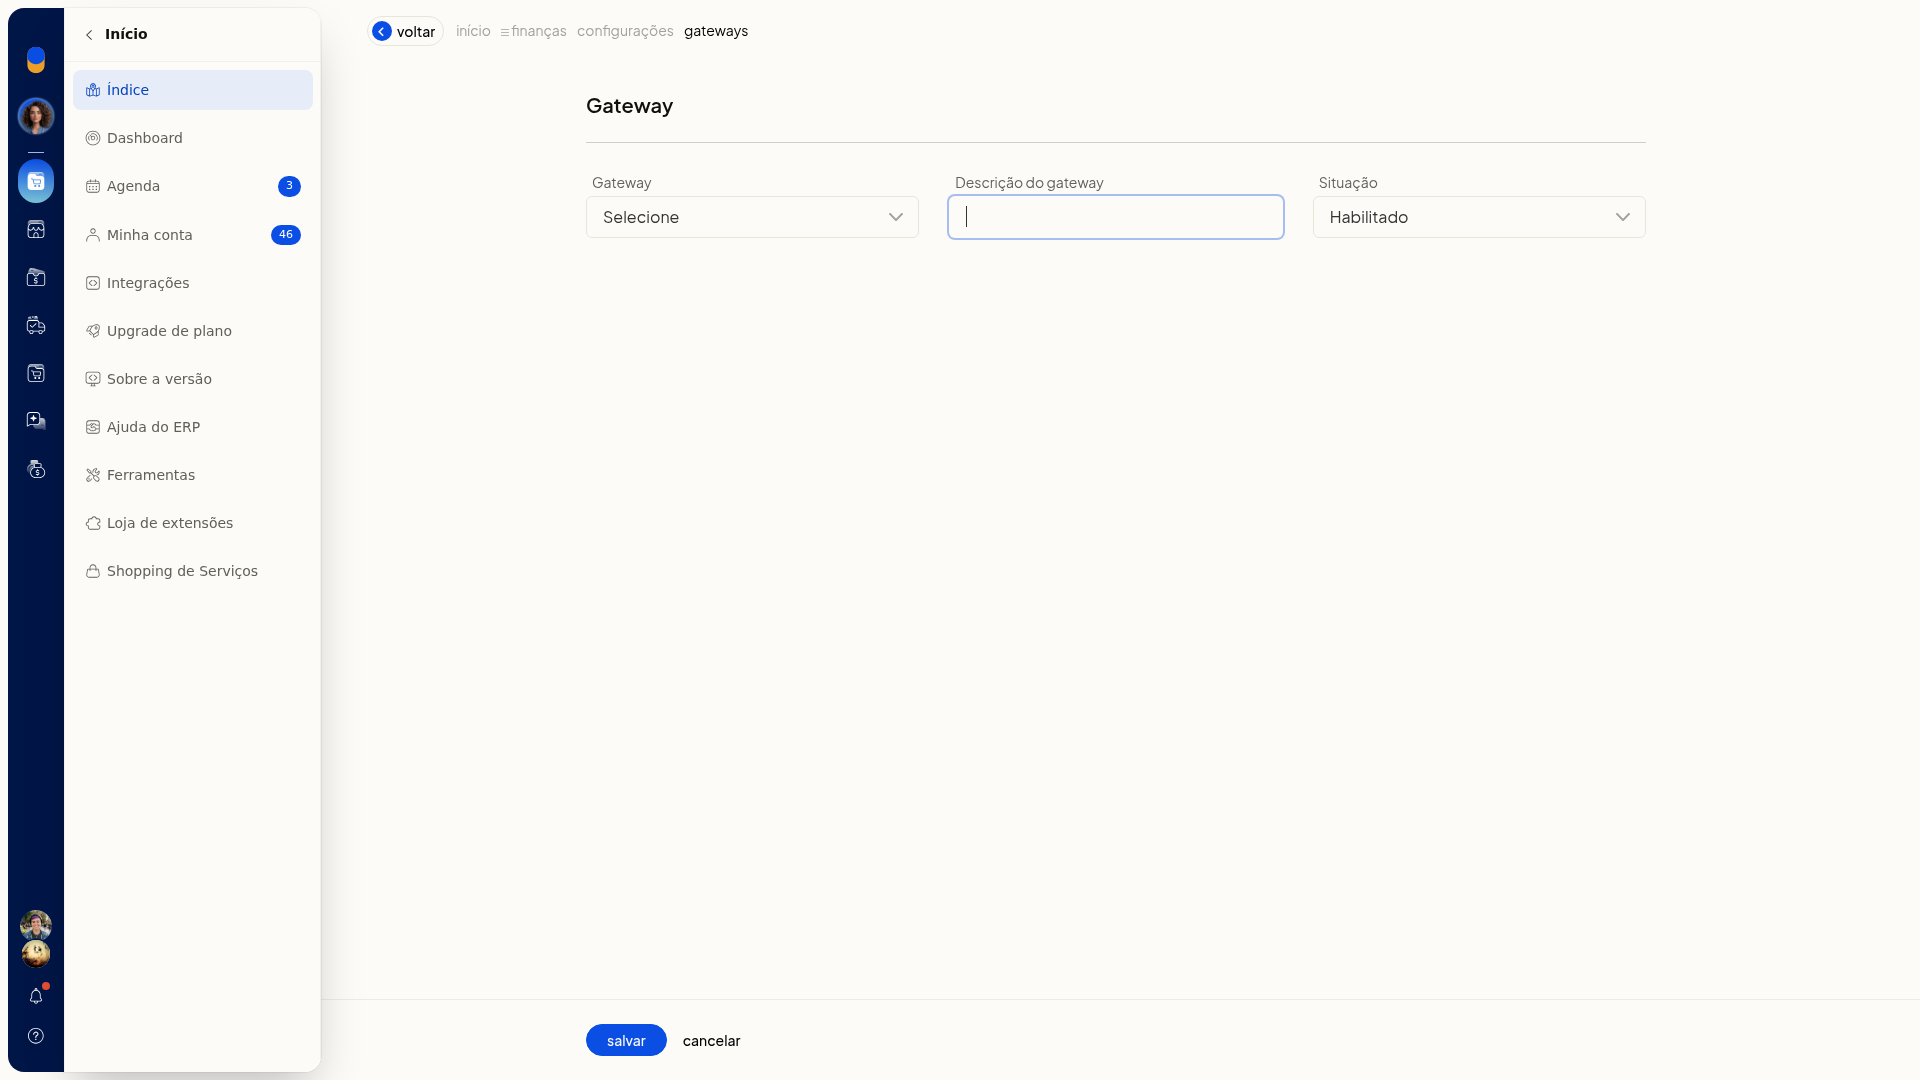 Início
Índice
Dashboard
Agenda 3
Minha conta 46
Integrações
Upgrade de plano
Sobre a versão
Ajuda do ERP
Ferramentas
Loja de extensões
Shopping de Serviços
voltar início finanças configurações gateways
Gateway
Gateway Descrição do gateway Situação
Selecione Habilitado
salvar cancelar